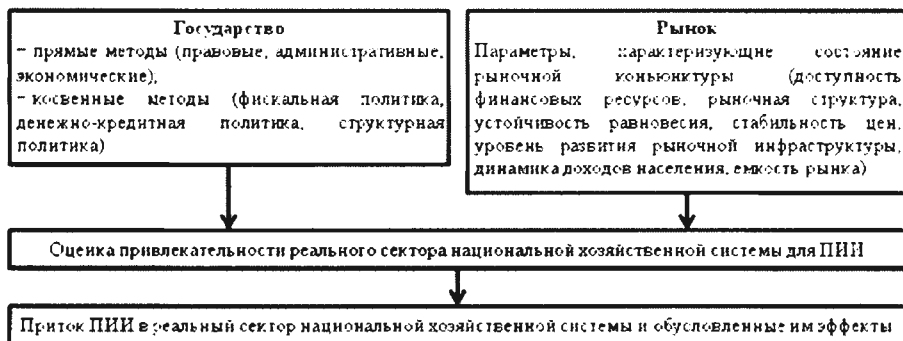 Государство
– прямые методы (правовые, административные,
экономические);
– косвенные методы (фискальная политика,
денежно-кредитная политика, структурная
политика)
Рынок
Параметры, характеризующие состояние
рыночной конъюнктуры (доступность
финансовых ресурсов, рыночная структура,
устойчивость равновесия, стабильность цен,
уровень развития рыночной инфраструктуры,
динамика доходов населения, емкость рынка)
Оценка привлекательности реального сектора национальной хозяйственной системы для ПИИ
Приток ПИИ в реальный сектор национальной хозяйственной системы и обусловленные им эффекты